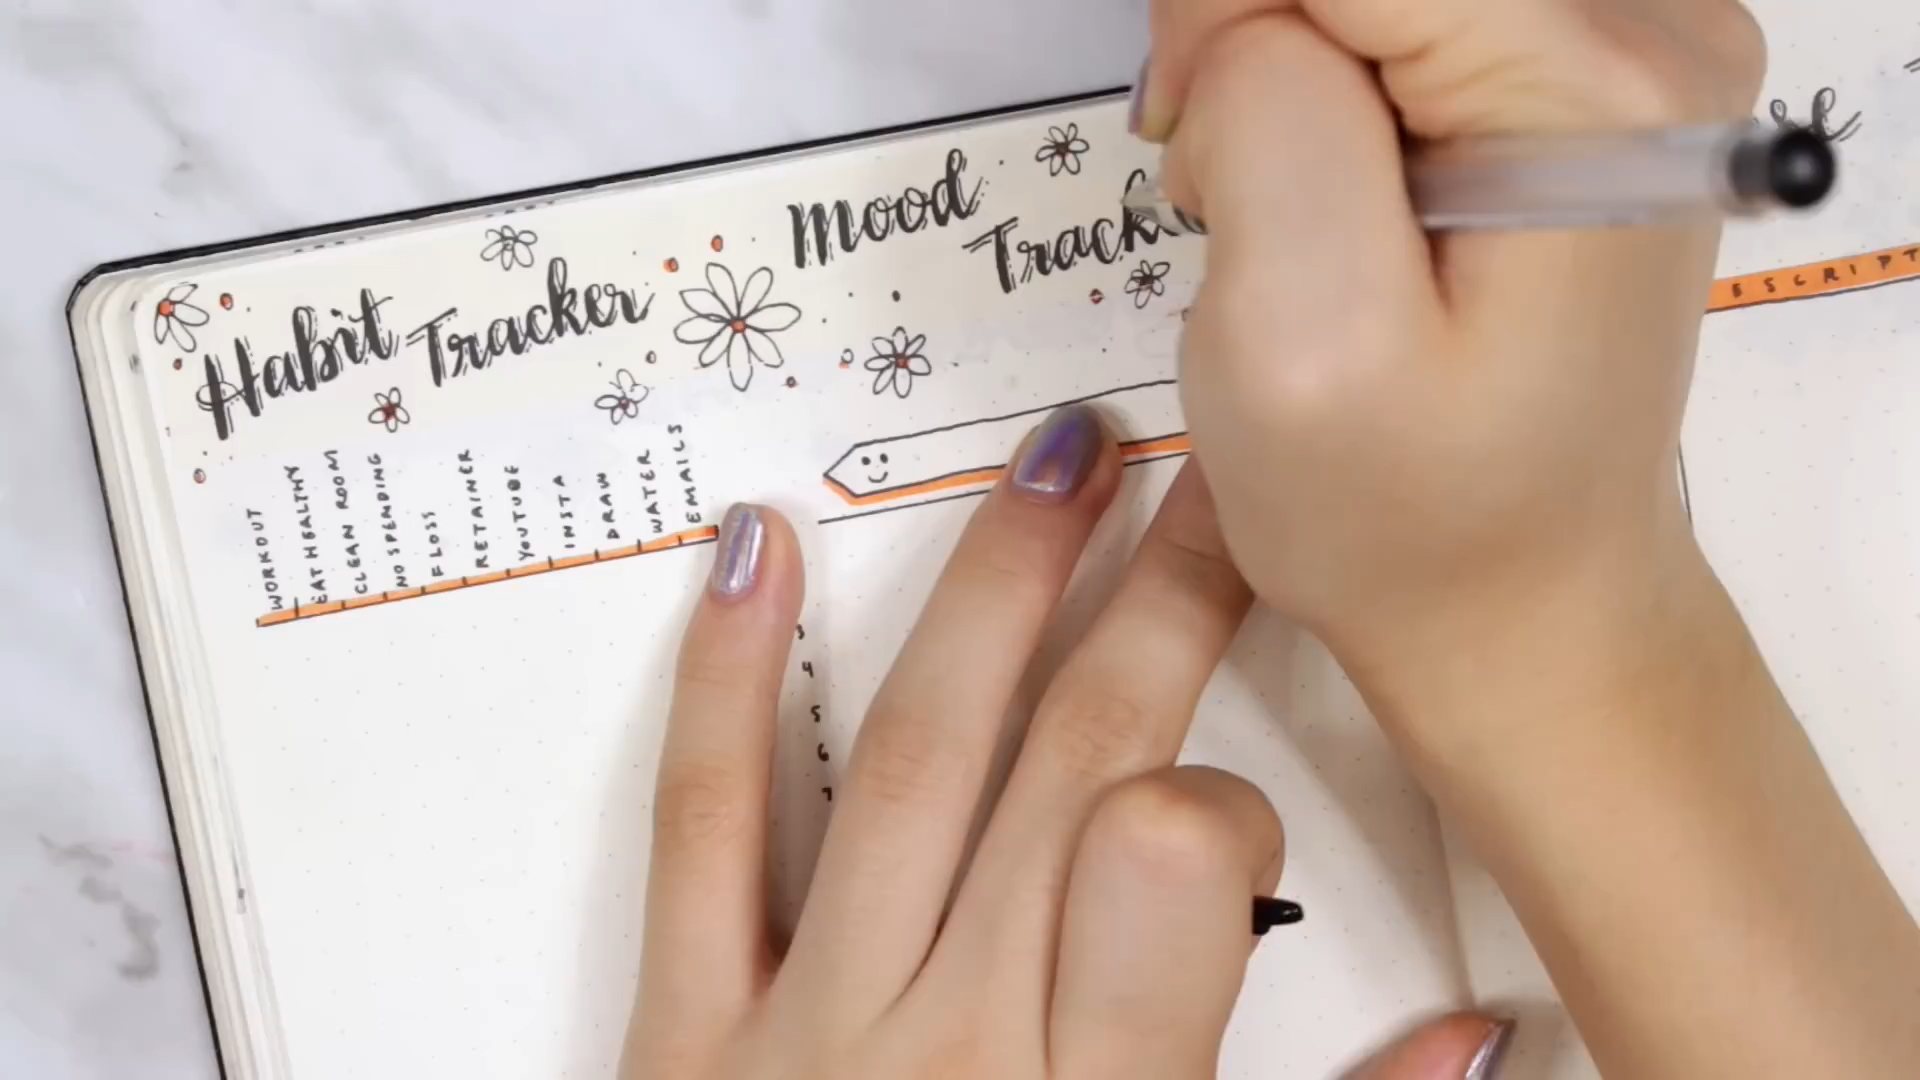 Habit Tracker
Mood
Track
WORKOUT
EAT HEALTHY
CLEAN ROOM
NO SPENDING
FLOSS
RETAINER
YOUTUBE
INSTA
DRAW
WATER
EMAILS
3
4
5
6
7
ESCRIPT